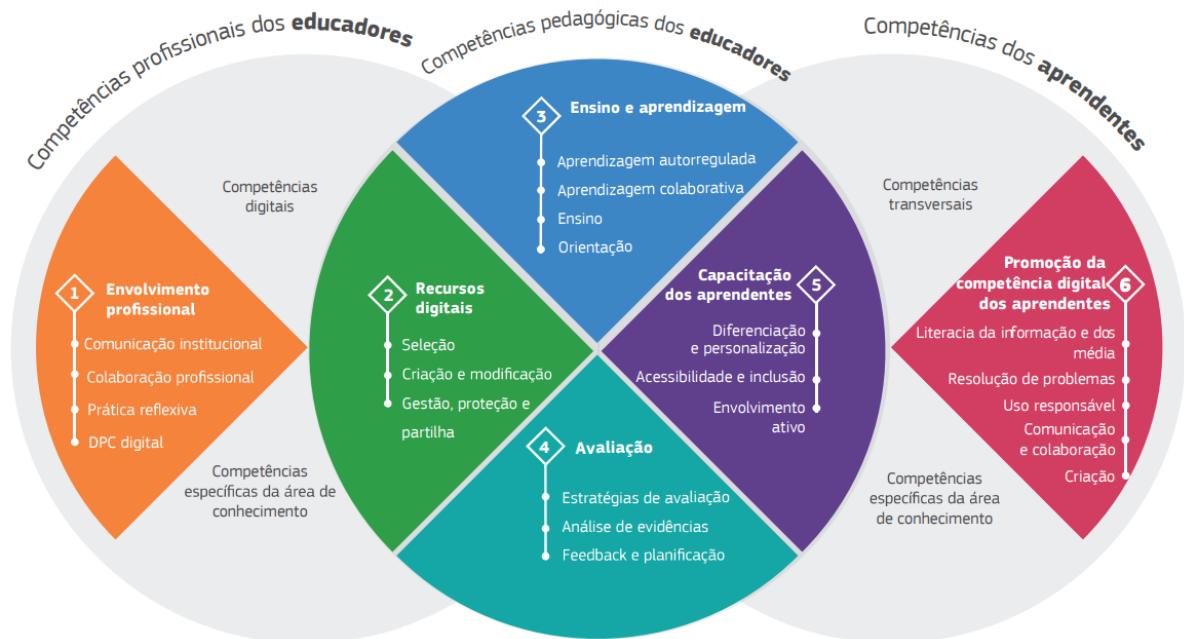 Competências profissionais dos educadores
Competências pedagógicas dos educadores
Competências dos aprendentes
Competências
digitais
1
Envolvimento
profissional
Comunicação institucional
Colaboração profissional
Prática reflexiva
DPC digital
Competências
específicas da área de
conhecimento
2
Recursos
digitais
Seleção
Criação e modificação
Gestão, proteção e
partilha
3
Ensino e aprendizagem
Aprendizagem autorregulada
Aprendizagem colaborativa
Ensino
Orientação
4
Avaliação
Estratégias de avaliação
Análise de evidências
Feedback e planificação
Capacitação
dos aprendentes
5
Diferenciação
e personalização
Acessibilidade e inclusão
Envolvimento
ativo
Competências
transversais
Promoção da
competência digital
dos aprendentes
6
Literacia da informação e dos
média
Resolução de problemas
Uso responsável
Comunicação
e colaboração
Criação
Competências
específicas da área
de conhecimento